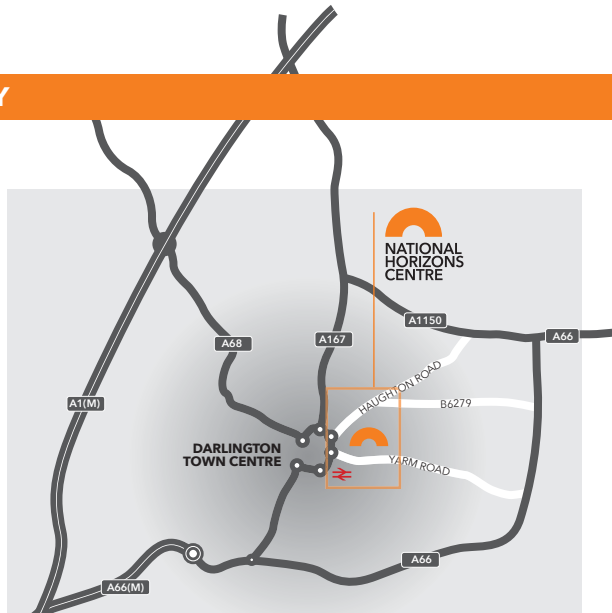 Y
NATIONAL
HORIZONS
CENTRE
A1150
A66
A68
A167
HAUGHTON ROAD
A1(M)
B6279
DARLINGTON
TOWN CENTRE
YARM ROAD
A66
A66(M)